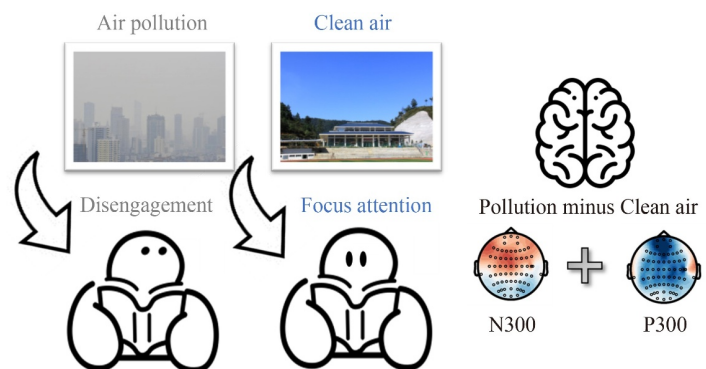 Air pollution
Clean air
Disengagement
Focus attention
Pollution minus Clean air
N300
P300